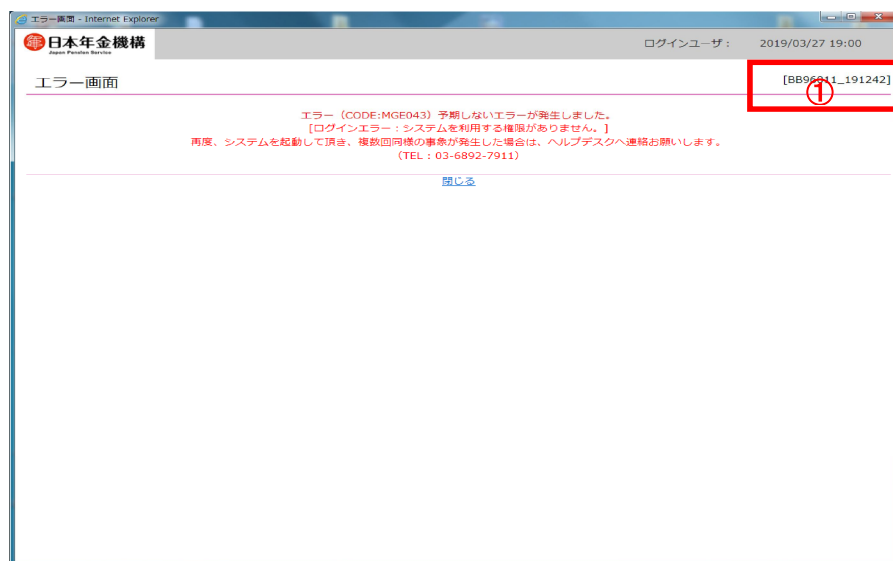 エラー画面 - Internet Explorer
日本年金機構
Japan Pension Service
ログインユーザ： 2019/03/27 19:00
エラー画面
[BB96011_191242]
①
エラー（CODE:MGE043）予期しないエラーが発生しました。
[ログインエラー：システムを利用する権限がありません。]
再度、システムを起動して頂き、複数回同様の事象が発生した場合は、ヘルプデスクへ連絡お願いします。
（TEL：03-6892-7911）
閉じる